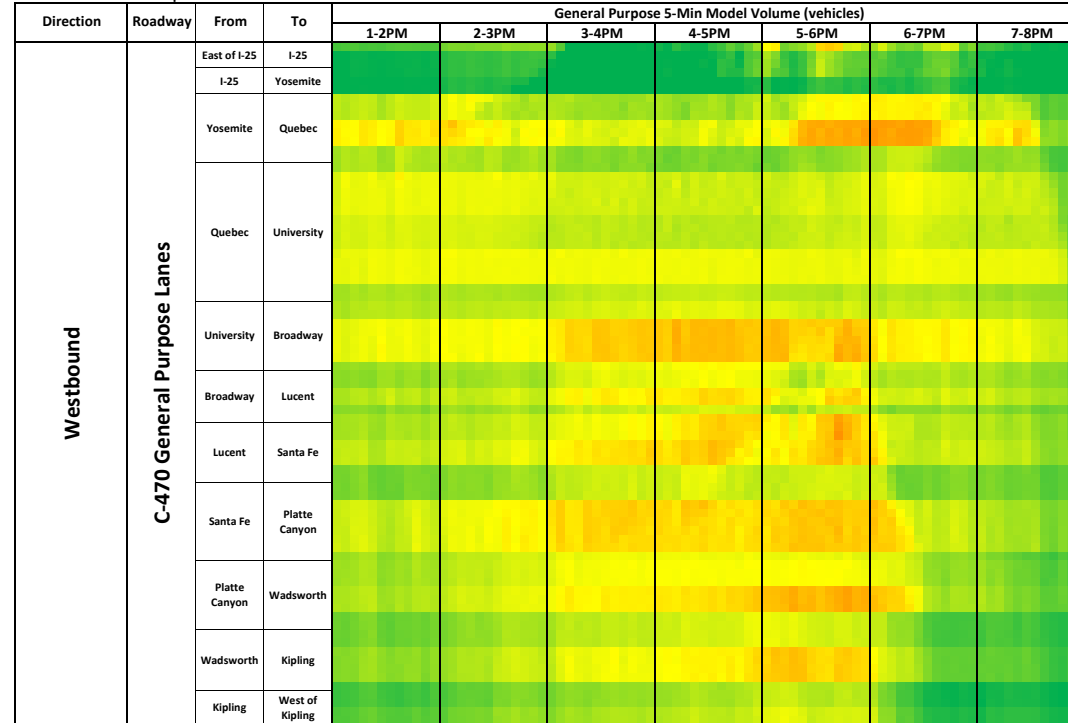 Direction Roadway From To General Purpose 5-Min Model Volume (vehicles)
1-2PM 2-3PM 3-4PM 4-5PM 5-6PM 6-7PM 7-8PM
Westbound
C-470 General Purpose Lanes
East of I-25 I-25
I-25 Yosemite
Yosemite Quebec
Quebec University
University Broadway
Broadway Lucent
Lucent Santa Fe
Santa Fe Platte
Canyon
Platte
Canyon Wadsworth
Wadsworth Kipling
Kipling West of
Kipling